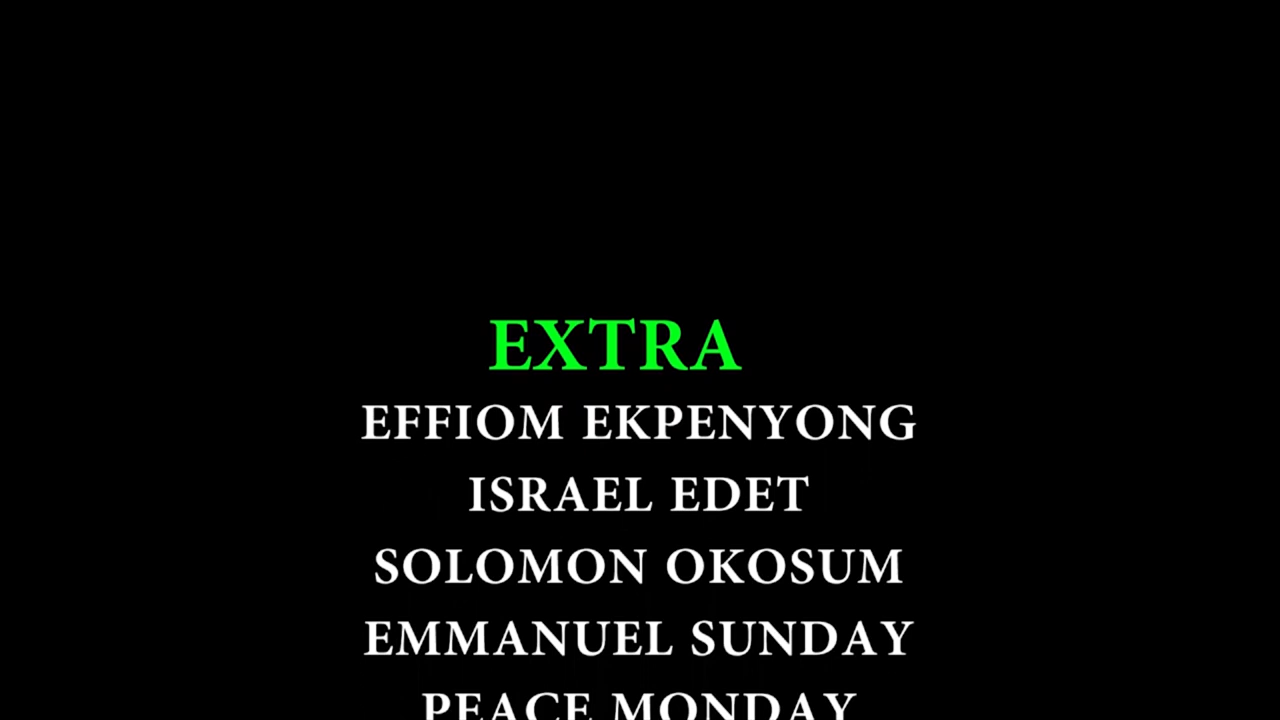 EXTRA
EFFIOM EKPENYONG
ISRAEL EDET
SOLOMON OKOSUM
EMMANUEL SUNDAY
PEACE MONDAY